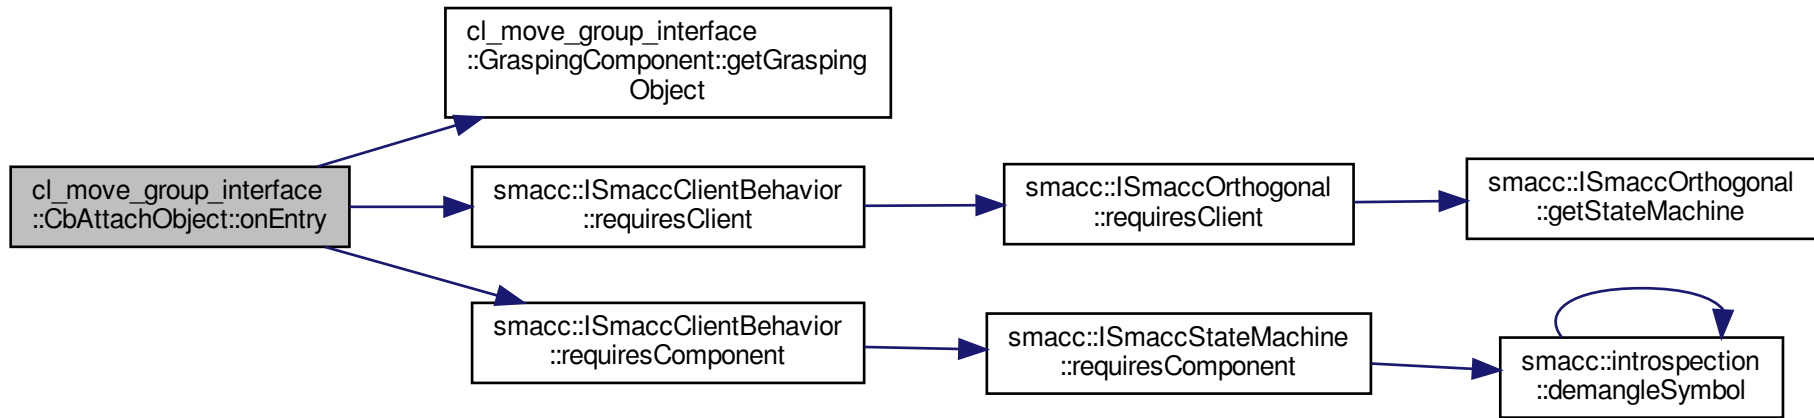 cl_move_group_interface
::GraspingComponent::getGrasping
Object
cl_move_group_interface
::CbAttachObject::onEntry
smacc::ISmaccClientBehavior
::requiresClient
smacc::ISmaccOrthogonal
::requiresClient
smacc::ISmaccOrthogonal
::getStateMachine
smacc::ISmaccClientBehavior
::requiresComponent
smacc::ISmaccStateMachine
::requiresComponent
smacc::introspection
::demangleSymbol